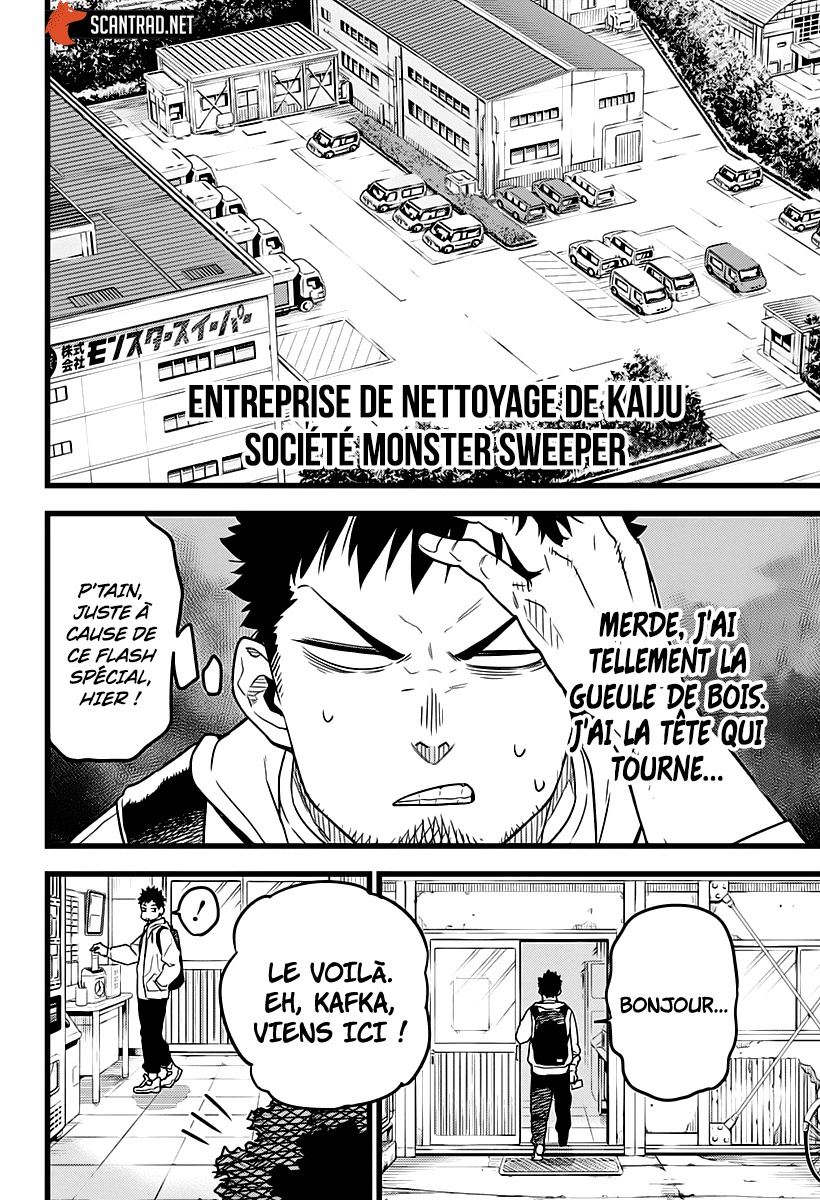 SCANTRAD.NET
株式
会社
モンスタースイーパー
ENTREPRISE DE NETTOYAGE DE KAIJU
SOCIÉTÉ MONSTER SWEEPER
P'TAIN,
JUSTE À
CAUSE DE
CE FLASH
SPÉCIAL,
HIER !
MERDE, J'AI
TELLEMENT LA
GUEULE DE BOIS.
J'AI LA TÊTE QUI
TOURNE...
BONJOUR...
!
LE VOILÀ.
EH, KAFKA,
VIENS ICI !